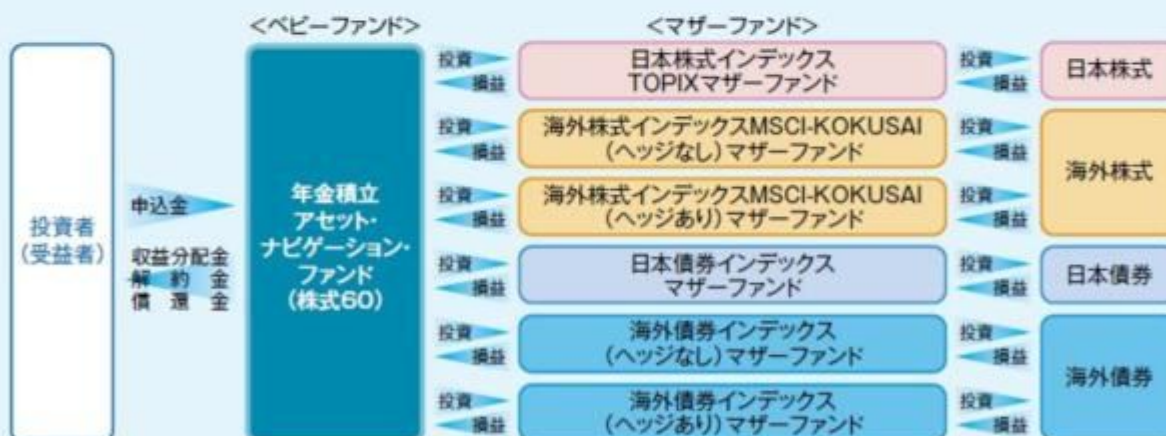 <ベビーファンド>
<マザーファンド>
投資者
(受益者)
申込金
収益分配金
解約金
償還金
年金積立
アセット・
ナビゲーション・
ファンド
(株式60)
投資
損益
日本株式インデックス
TOPIXマザーファンド
投資
損益
日本株式
投資
損益
海外株式インデックスMSCI-KOKUSAI
(ヘッジなし)マザーファンド
投資
損益
海外株式
投資
損益
海外株式インデックスMSCI-KOKUSAI
(ヘッジあり)マザーファンド
投資
損益
投資
損益
日本債券インデックス
マザーファンド
投資
損益
日本債券
投資
損益
海外債券インデックス
(ヘッジなし)マザーファンド
投資
損益
海外債券
投資
損益
海外債券インデックス
(ヘッジあり)マザーファンド
投資
損益